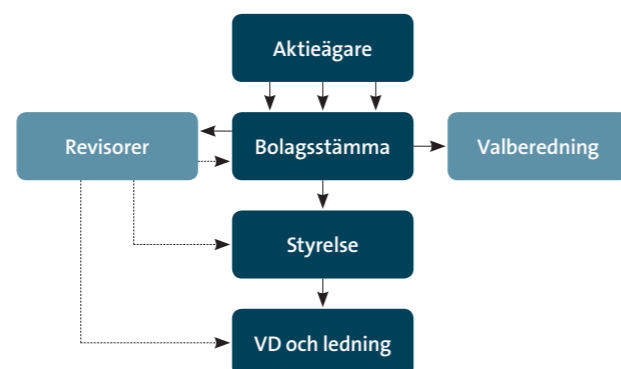 Aktieägare
Revisorer
Bolagsstämma
Valberedning
Styrelse
VD och ledning